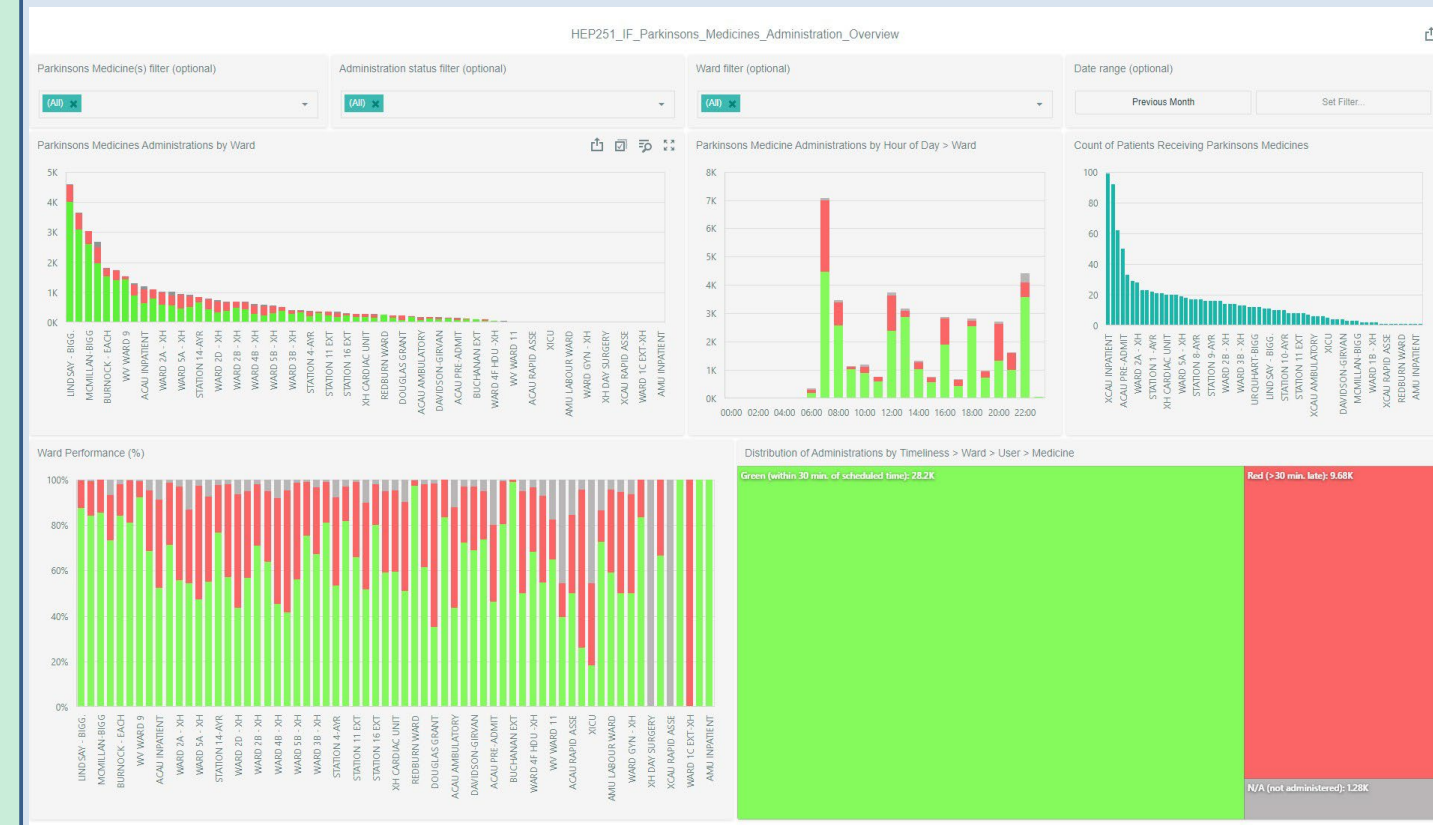 HEP251_IF_Parkinsons_Medicines_Administration_Overview
Parkinsons Medicine(s) filter (optional)
(All) ×
Administration status filter (optional)
(All) ×
Ward filter (optional)
(All) ×
Date range (optional)
Previous Month
Set Filter...
Parkinsons Medicines Administrations by Ward
5K
4K
3K
2K
1K
0K
LINDSAY - BIGG.
MCMILLAN-BIGG
BURNOCK - EACH
WV WARD 9
ACAU INPATIENT
WARD 2A - XH
WARD 5A - XH
STATION 14-AYR
WARD 2D - XH
WARD 2B - XH
WARD 4B - XH
WARD 5B - XH
WARD 3B - XH
STATION 4-AYR
STATION 11 EXT
STATION 16 EXT
XH CARDIAC UNIT
REDBURN WARD
DOUGLAS GRANT
ACAU AMBULATORY
DAVIDSON-GIRVAN
ACAU PRE-ADMIT
BUCHANAN EXT
WARD 4F HDU - XH
WV WARD 11
ACAU RAPID ASSE
XICU
AMU LABOUR WARD
WARD GYN - XH
XH DAY SURGERY
XCAU RAPID ASSE
WARD 1C EXT-XH
AMU INPATIENT
Parkinsons Medicine Administrations by Hour of Day > Ward
8K
7K
6K
5K
4K
3K
2K
1K
0K
00:00 02:00 04:00 06:00 08:00 10:00 12:00 14:00 16:00 18:00 20:00 22:00
Count of Patients Receiving Parkinsons Medicines
100
80
60
40
20
0
XCAU INPATIENT
ACAU PRE-ADMIT
WARD 2A - XH
STATION 1 -AYR
XH CARDIAC UNIT
WARD 5A - XH
STATION 8-AYR
STATION 9-AYR
WARD 2B - XH
WARD 3B - XH
URQUHART-BIGG
LINDSAY - BIGG.
STATION 10-AYR
STATION 11 EXT
XCAU AMBULATORY
XICU
DAVIDSON-GIRVAN
MCMILLAN-BIGG
WARD 1B - XH
XCAU RAPID ASSE
REDBURN WARD
AMU INPATIENT
Ward Performance (%)
100%
80%
60%
40%
20%
0%
LINDSAY - BIGG.
MCMILLAN-BIGG
BURNOCK - EACH
WV WARD 9
ACAU INPATIENT
WARD 2A - XH
WARD 5A - XH
STATION 14-AYR
WARD 2D - XH
WARD 2B - XH
WARD 4B - XH
WARD 5B - XH
WARD 3B - XH
STATION 4-AYR
STATION 11 EXT
STATION 16 EXT
XH CARDIAC UNIT
REDBURN WARD
DOUGLAS GRANT
ACAU AMBULATORY
DAVIDSON-GIRVAN
ACAU PRE-ADMIT
BUCHANAN EXT
WARD 4F HDU - XH
WV WARD 11
ACAU RAPID ASSE
XICU
AMU LABOUR WARD
WARD GYN - XH
XH DAY SURGERY
XCAU RAPID ASSE
WARD 1C EXT-XH
AMU INPATIENT
Distribution of Administrations by Timeliness > Ward > User > Medicine
Green (within 30 min. of scheduled time): 28.2K
Red (>30 min. late): 9.68K
N/A (not administered): 1.28K